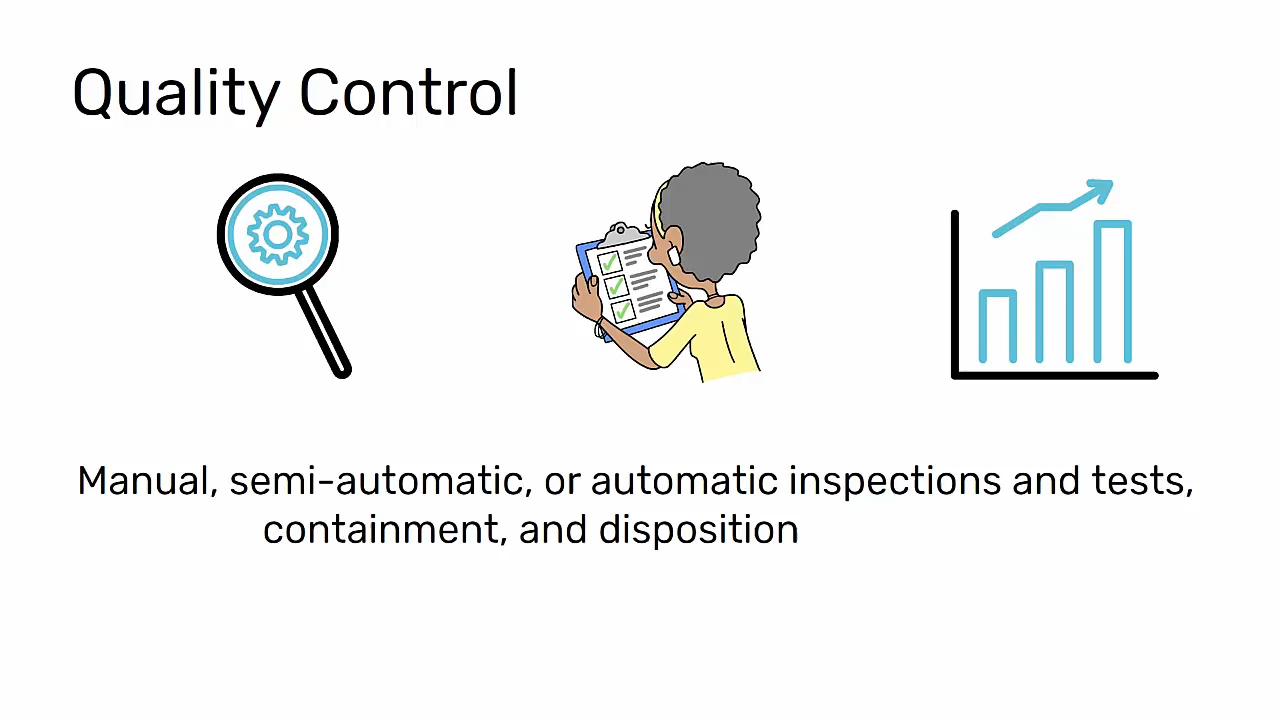 Quality Control
Manual, semi-automatic, or automatic inspections and tests,
containment, and disposition